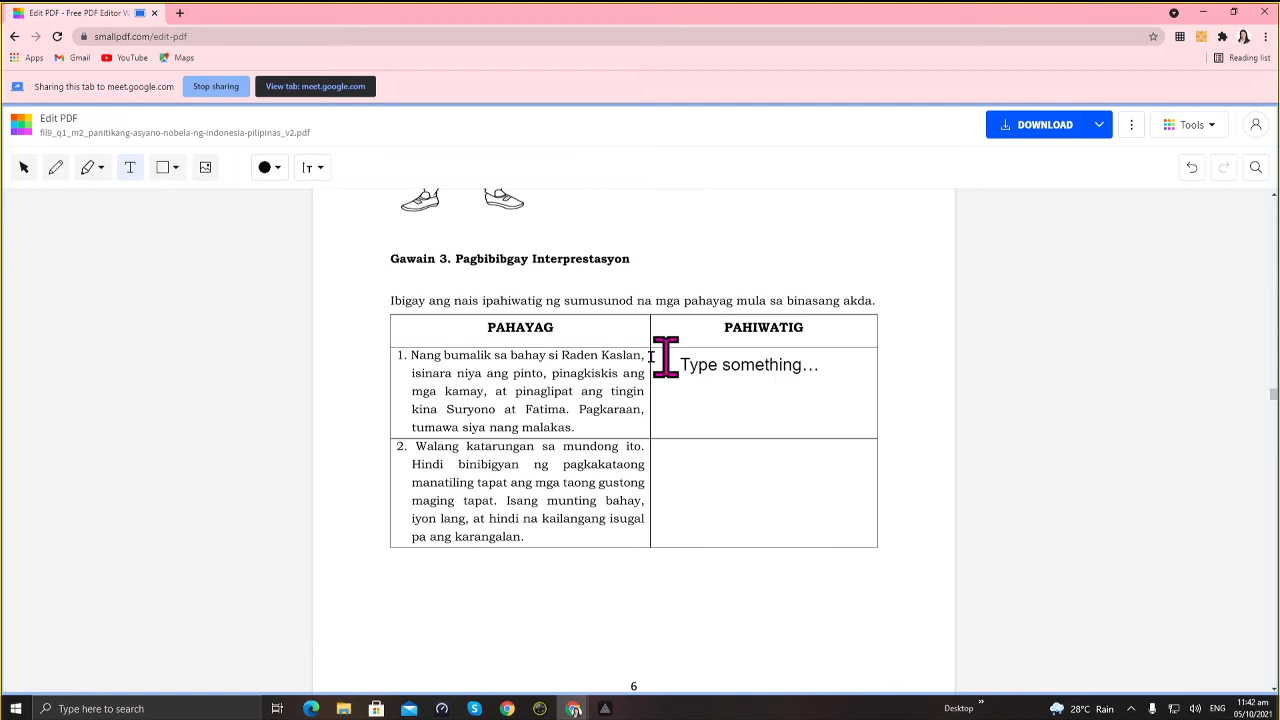 Edit PDF - Free PDF Editor W
smallpdf.com/edit-pdf
Apps Gmail YouTube Maps Reading list
Sharing this tab to meet.google.com Stop sharing View tab: meet.google.com
Edit PDF
fil9_q1_m2_panitikang-asyano-nobela-ng-indonesia-pilipinas_v2.pdf
DOWNLOAD Tools
Gawain 3. Pagbibibgay Interprestasyon
Ibigay ang nais ipahiwatig ng sumusunod na mga pahayag mula sa binasang akda.
PAHAYAG PAHIWATIG
1. Nang bumalik sa bahay si Raden Kaslan,
isinara niya ang pinto, pinagkiskis ang
mga kamay, at pinaglipat ang tingin
kina Suryono at Fatima. Pagkaraan,
tumawa siya nang malakas.
Type something…
2. Walang katarungan sa mundong ito.
Hindi binibigyan ng pagkakataong
manatiling tapat ang mga taong gustong
maging tapat. Isang munting bahay,
iyon lang, at hindi na kailangang isugal
pa ang karangalan.
6
Type here to search
Desktop
28°C Rain
ENG
11:42 am
05/10/2021